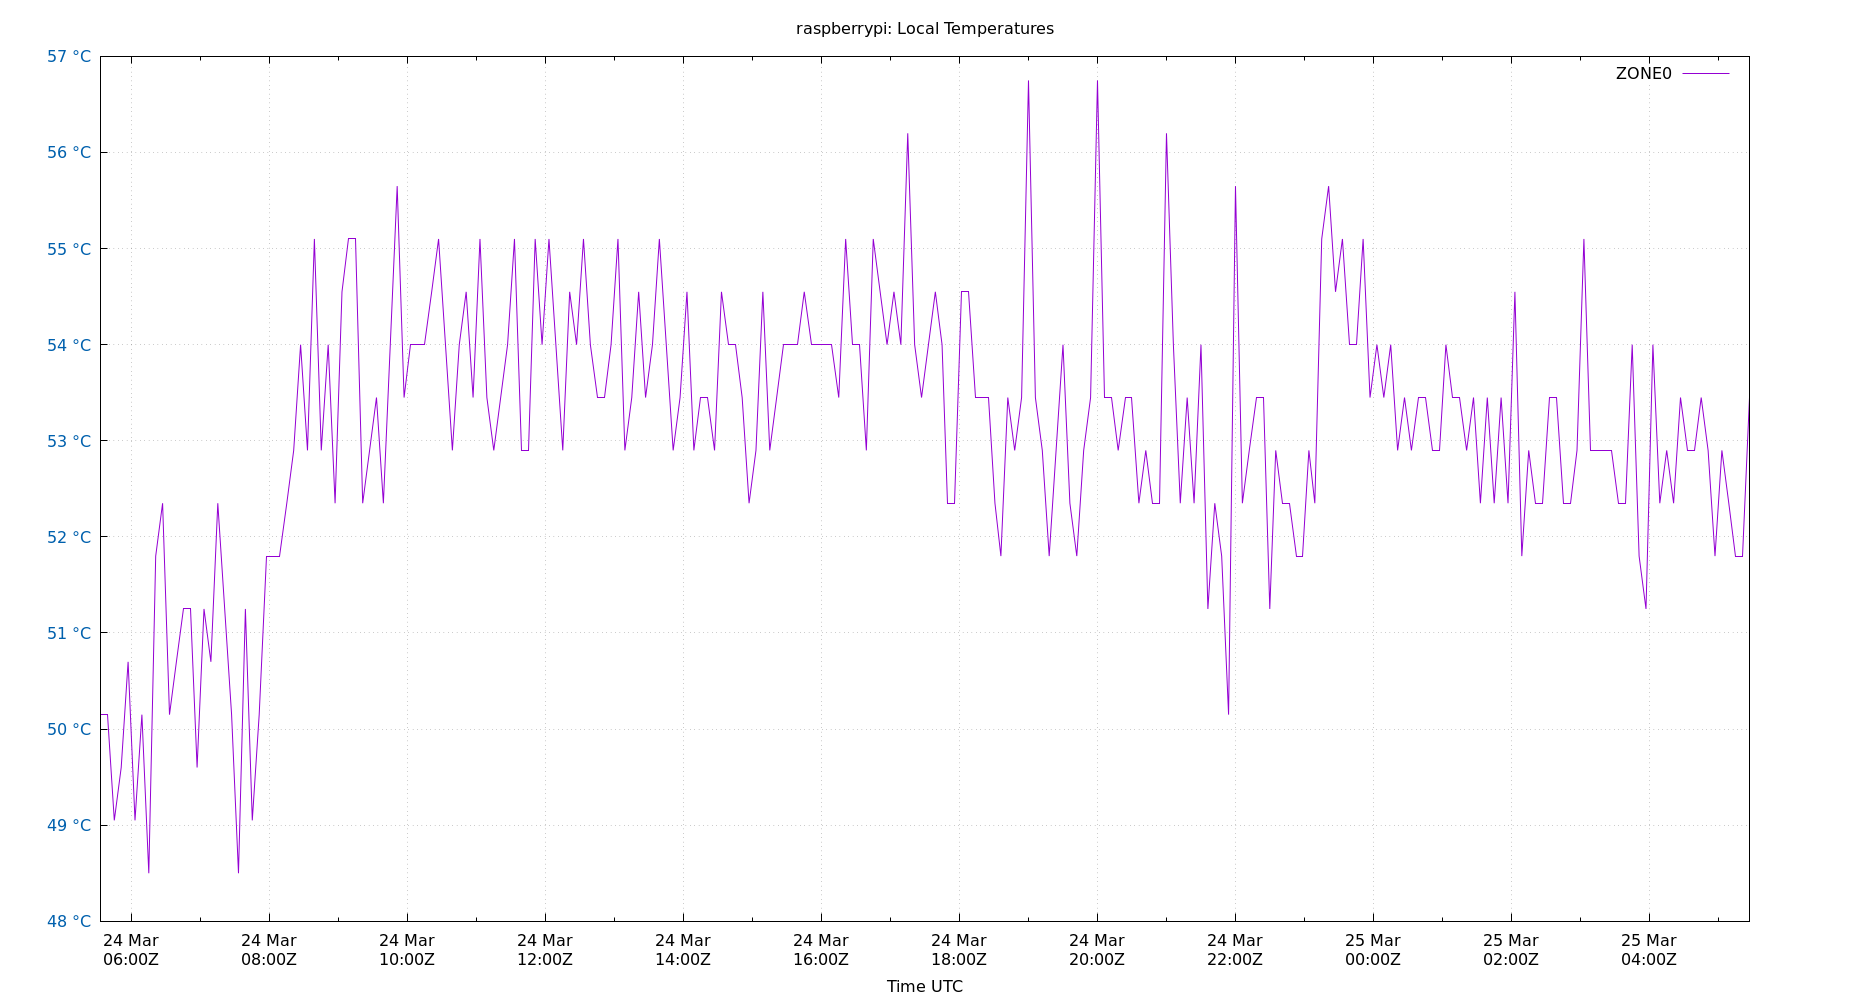 raspberrypi: Local Temperatures
57 °C
ZONE0
56 °C
55 °C
54 °C
53 °C
52 °C
51 °C
50 °C
49 °C
48 °C
24 Mar 24 Mar 24 Mar 24 Mar 24 Mar 24 Mar 24 Mar 24 Mar 24 Mar 25 Mar 25 Mar 25 Mar
06:00Z 08:00Z 10:00Z 12:00Z 14:00Z 16:00Z 18:00Z 20:00Z 22:00Z 00:00Z 02:00Z 04:00Z
Time UTC